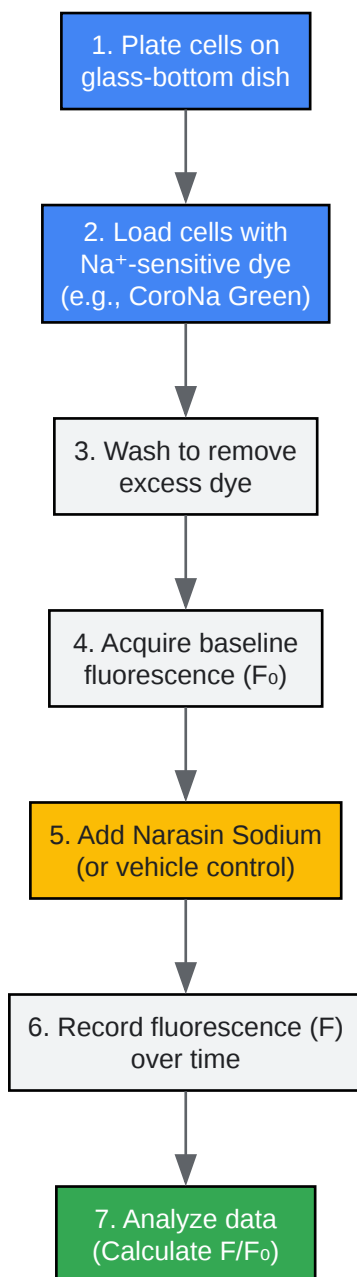 1. Plate cells on
glass-bottom dish
2. Load cells with
Na⁺-sensitive dye
(e.g., CoroNa Green)
3. Wash to remove
excess dye
4. Acquire baseline
fluorescence (F₀)
5. Add Narasin Sodium
(or vehicle control)
6. Record fluorescence (F)
over time
7. Analyze data
(Calculate F/F₀)